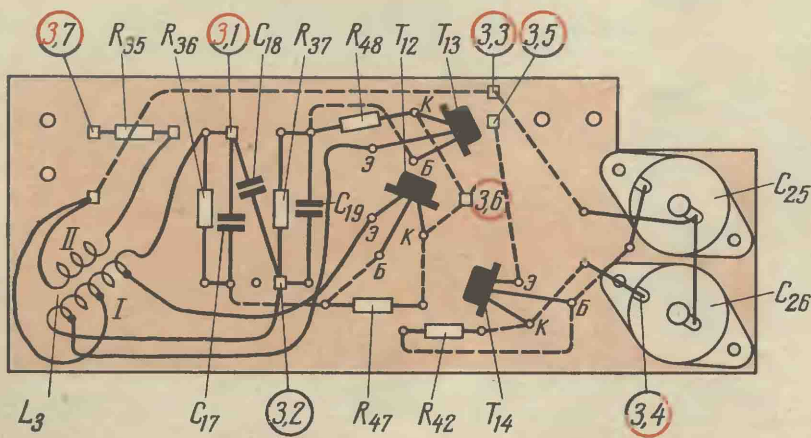 3,7 R35 R36 3,1 C18 R37 R48 T12 T13 3,3 3,5
К
Э
Б
3,6
C25
C19
Э
К
II
Б
Э
I
Б
К
C26
L3 C17 3,2 R47 R42 T14 3,4